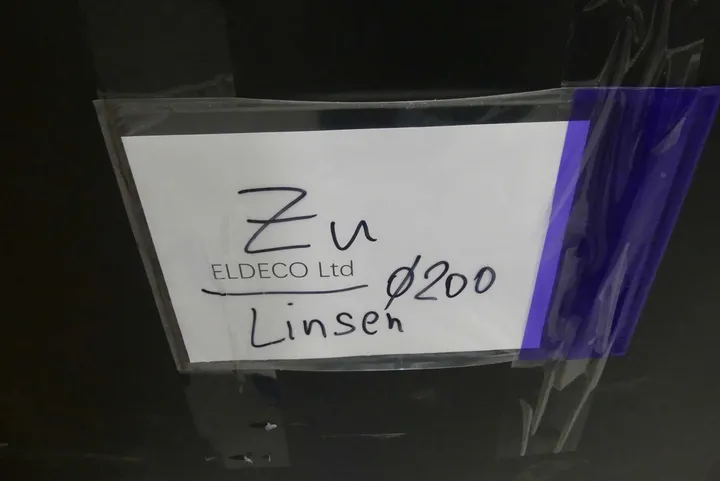 Zu
ELDECO Ltd
Ø200
Linsen